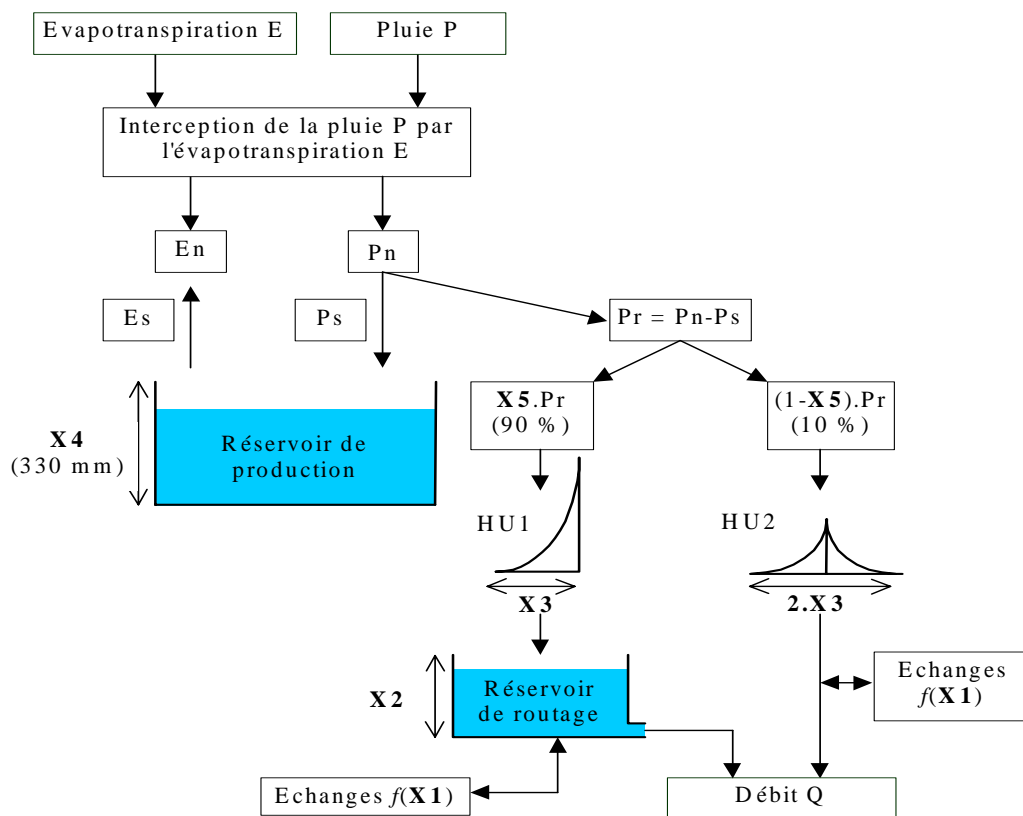 Evapotranspiration E
Pluie P
Interception de la pluie P par
l'évapotranspiration E
En
Pn
Es
Ps
Pr = Pn-Ps
X5.Pr
(90 %)
(1-X5).Pr
(10 %)
X4
(330 mm)
Réservoir de
production
HU1
HU2
X3
2.X3
X2
Réservoir
de routage
Echanges
f(X1)
Echanges f(X1)
Débit Q